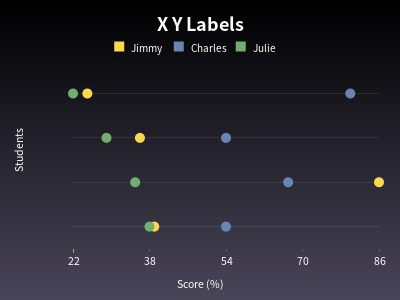 X Y Labels
Jimmy Charles Julie
Students
22 38 54 70 86
Score (%)